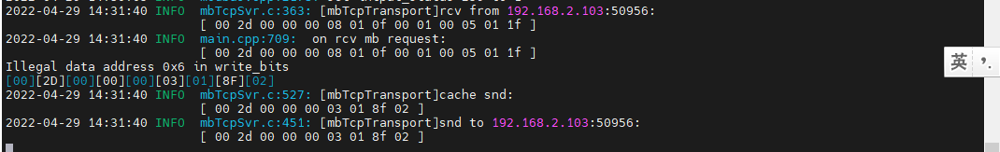 2022-04-29 14:31:40 INFO mbTcpSvr.c:363: [mbTcpTransport]rcv from 192.168.2.103:50956:
[ 00 2d 00 00 00 08 01 0f 00 01 00 05 01 1f ]
2022-04-29 14:31:40 INFO main.cpp:709: on rcv mb request:
[ 00 2d 00 00 00 08 01 0f 00 01 00 05 01 1f ]
Illegal data address 0x6 in write_bits
[00][2D][00][00][00][03][01][8F][02]
2022-04-29 14:31:40 INFO mbTcpSvr.c:527: [mbTcpTransport]cache snd:
[ 00 2d 00 00 00 03 01 8f 02 ]
2022-04-29 14:31:40 INFO mbTcpSvr.c:451: [mbTcpTransport]snd to 192.168.2.103:50956:
[ 00 2d 00 00 00 03 01 8f 02 ]
英 ’.